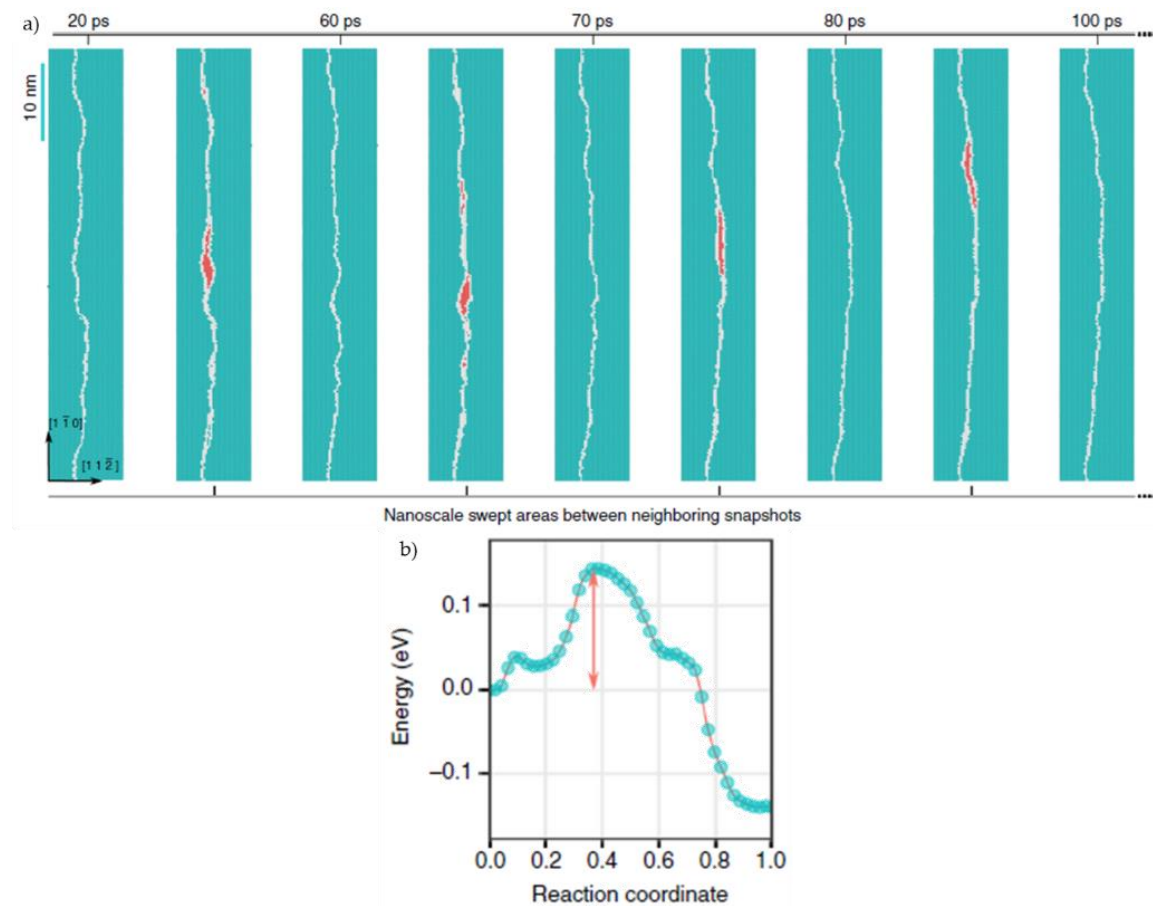 a)
20 ps 60 ps 70 ps 80 ps 100 ps
10 nm
[1 1̅ 0]
[1 1 2̅]
Nanoscale swept areas between neighboring snapshots
b)
Energy (eV)
0.1
0.0
−0.1
0.0 0.2 0.4 0.6 0.8 1.0
Reaction coordinate